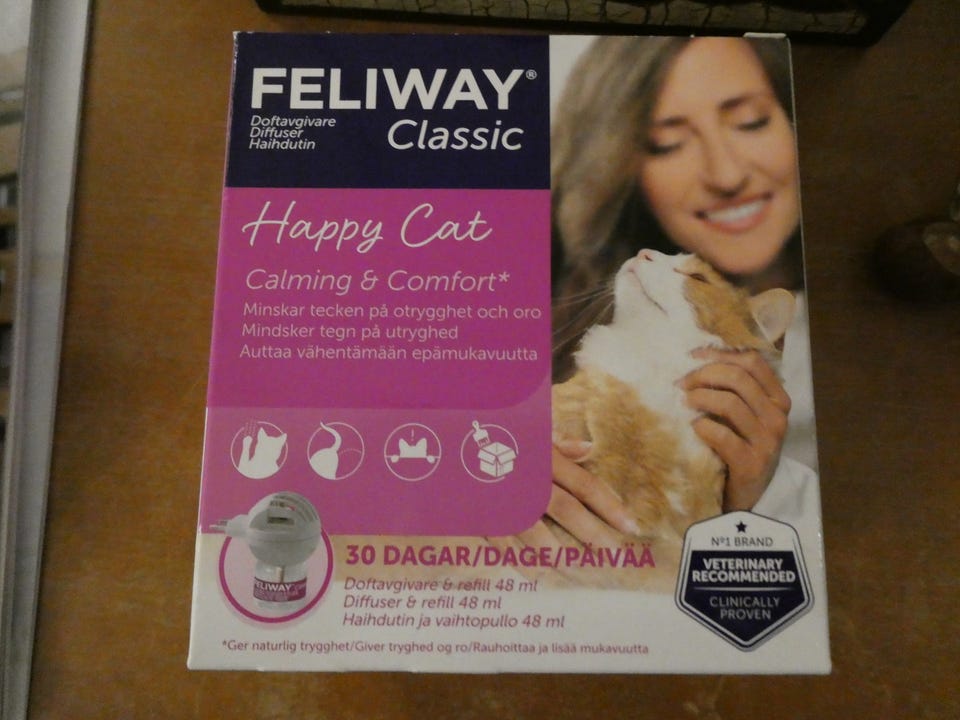 FELIWAY®
Doftavgivare
Diffuser
Haihdutin
Classic
Happy Cat
Calming & Comfort*
Minskar tecken på otrygghet och oro
Mindsker tegn på utryghed
Auttaa vähentämään epämukavuutta
FELIWAY
30 DAGAR/DAGE/PÄIVÄÄ
Doftavgivare & refill 48 ml
Diffuser & refill 48 ml
Haihdutin ja vaihtopullo 48 ml
*Ger naturlig trygghet/Giver tryghed og ro/Rauhoittaa ja lisää mukavuutta
Nº1 BRAND
VETERINARY
RECOMMENDED
CLINICALLY
PROVEN